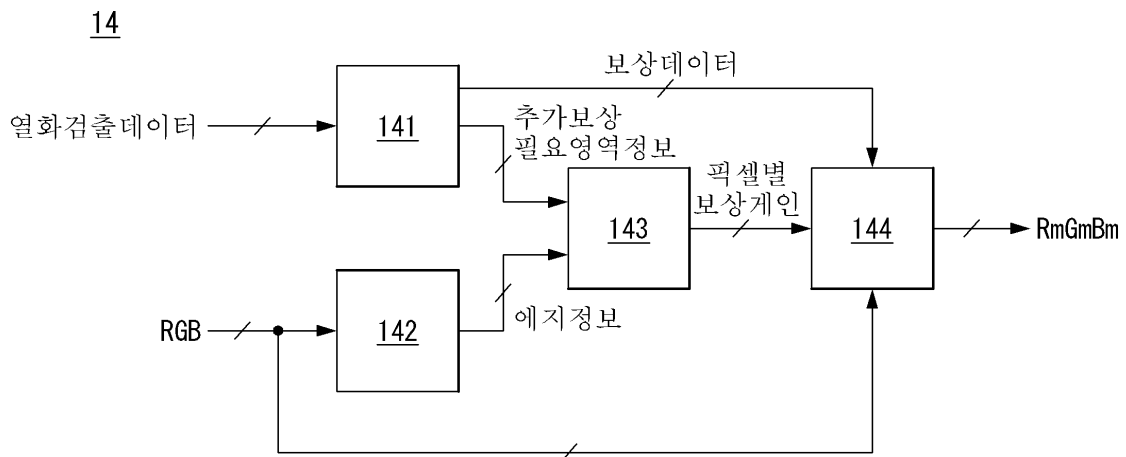 14
보상데이터
열화검출데이터
141
추가보상
필요영역정보
픽셀별
보상게인
143
144
RmGmBm
RGB
142
에지정보